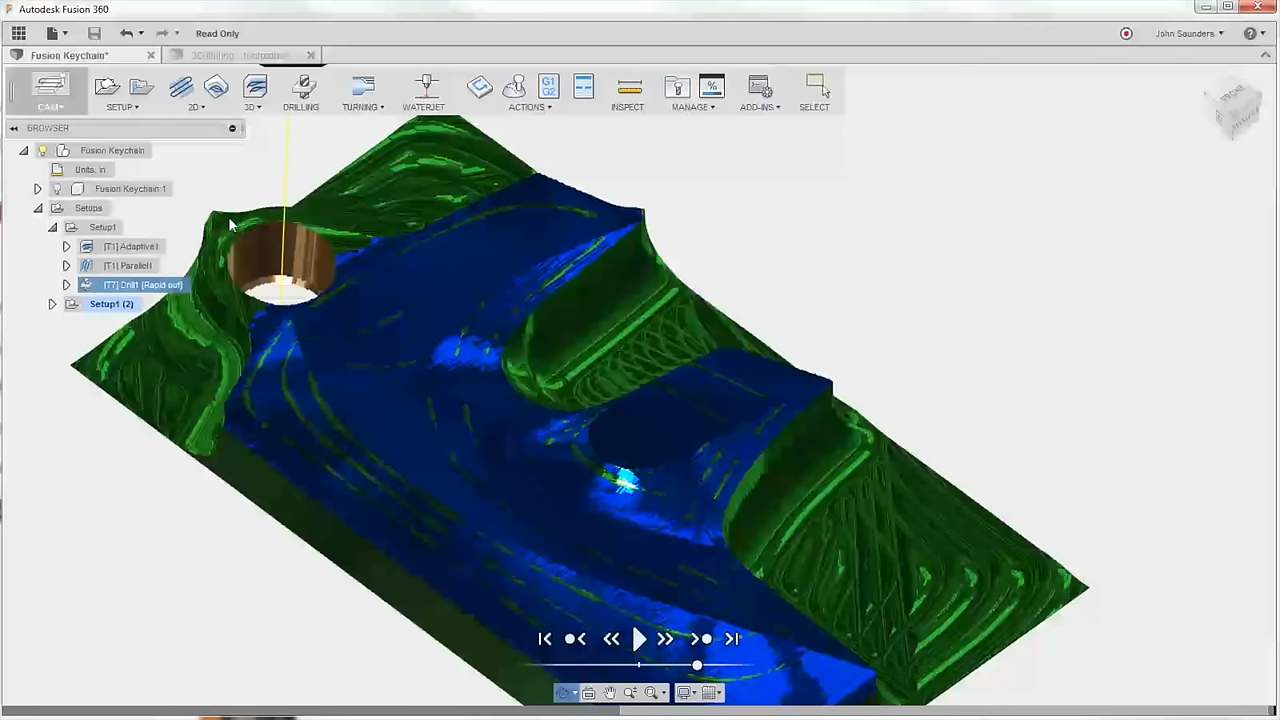 Autodesk Fusion 360
Read Only
John Saunders
Fusion Keychain*
CAM
SETUP
2D
3D
DRILLING
TURNING
WATERJET
G1
G2
ACTIONS
INSPECT
%
MANAGE
ADD-INS
SELECT
BROWSER
Fusion Keychain
Units: in
Fusion Keychain:1
Setups
Setup1
[T1] Adaptive1
[T1] Parallel1
[T7] Drill1 [Rapid out]
Setup1 (2)